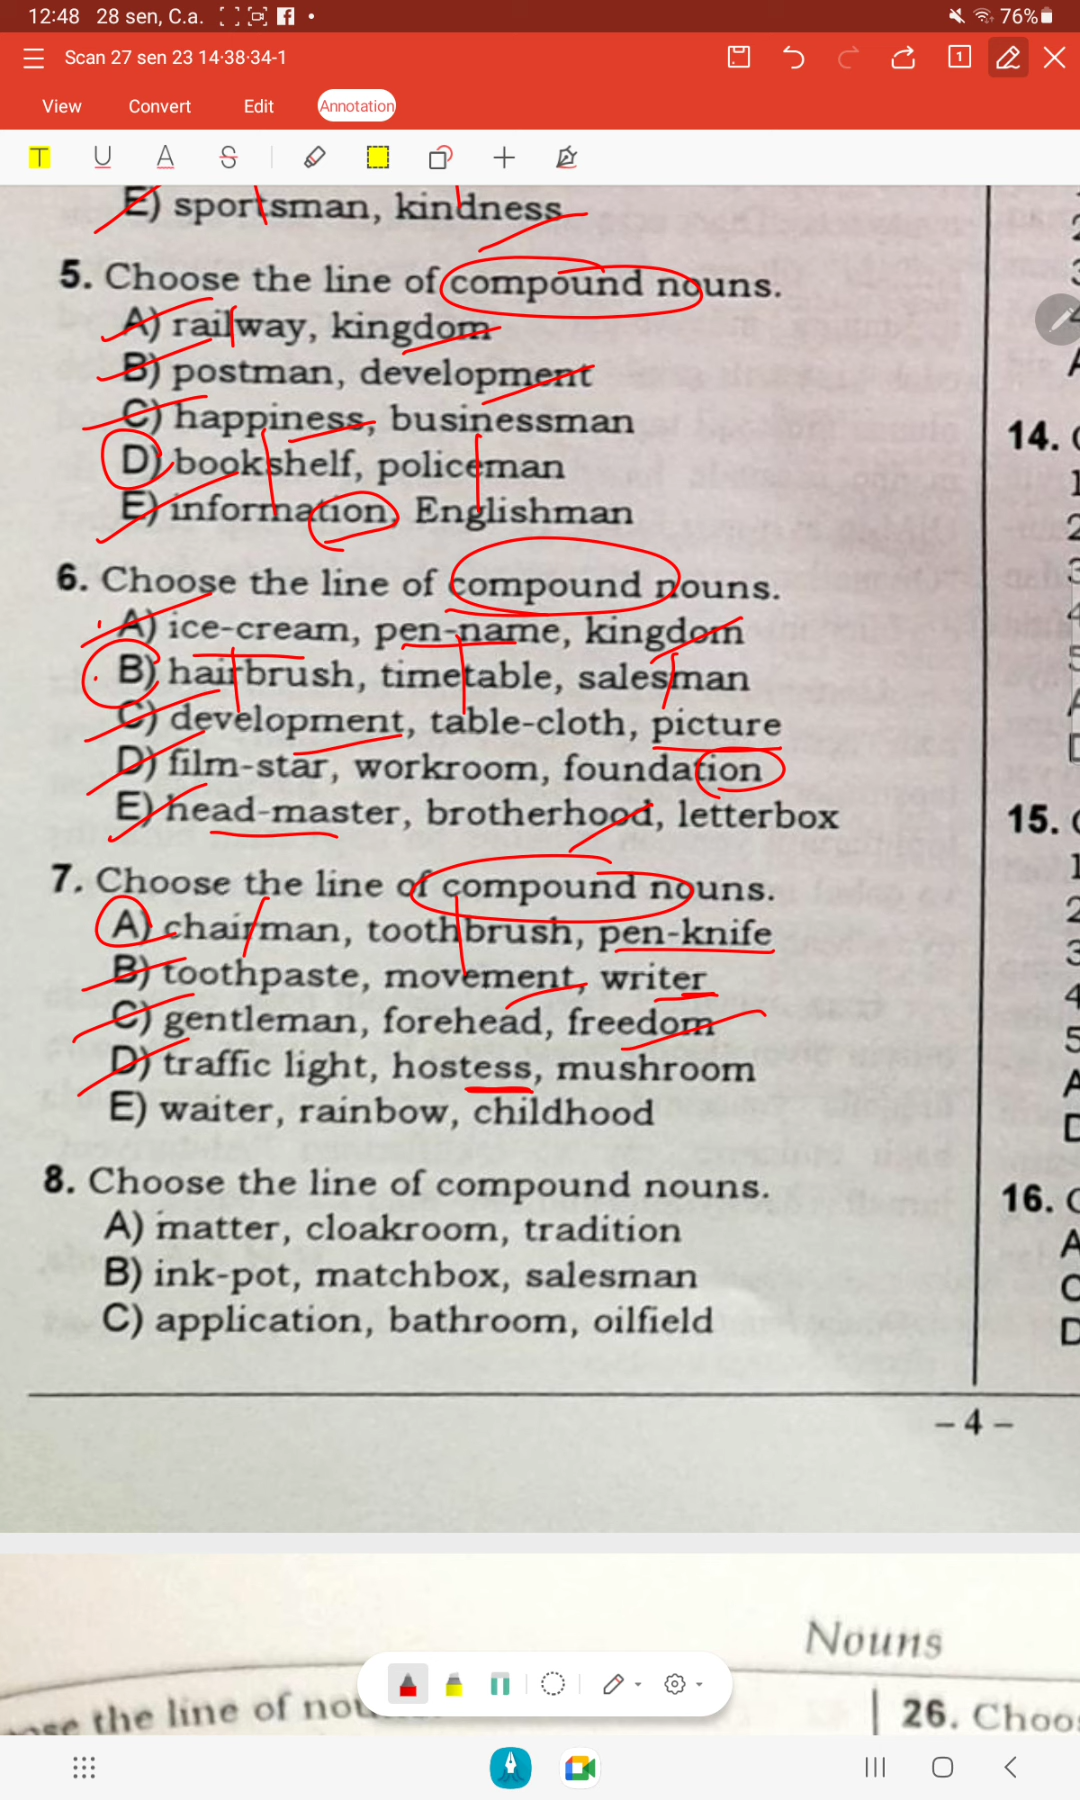 12:48 28 sen, C.a.
76%
Scan 27 sen 23 14-38-34-1
1
View Convert Edit Annotation
T U A S
E) sportsman, kindness
5. Choose the line of compound nouns.
A) railway, kingdom
B) postman, development
C) happiness, businessman
D) bookshelf, policeman
E) information, Englishman
6. Choose the line of compound nouns.
A) ice-cream, pen-name, kingdom
B) hairbrush, timetable, salesman
C) development, table-cloth, picture
D) film-star, workroom, foundation
E) head-master, brotherhood, letterbox
7. Choose the line of compound nouns.
A) chairman, toothbrush, pen-knife
B) toothpaste, movement, writer
C) gentleman, forehead, freedom
D) traffic light, hostess, mushroom
E) waiter, rainbow, childhood
8. Choose the line of compound nouns.
A) matter, cloakroom, tradition
B) ink-pot, matchbox, salesman
C) application, bathroom, oilfield
14.
15.
16.
– 4 –
Nouns
the line of
26. Choos